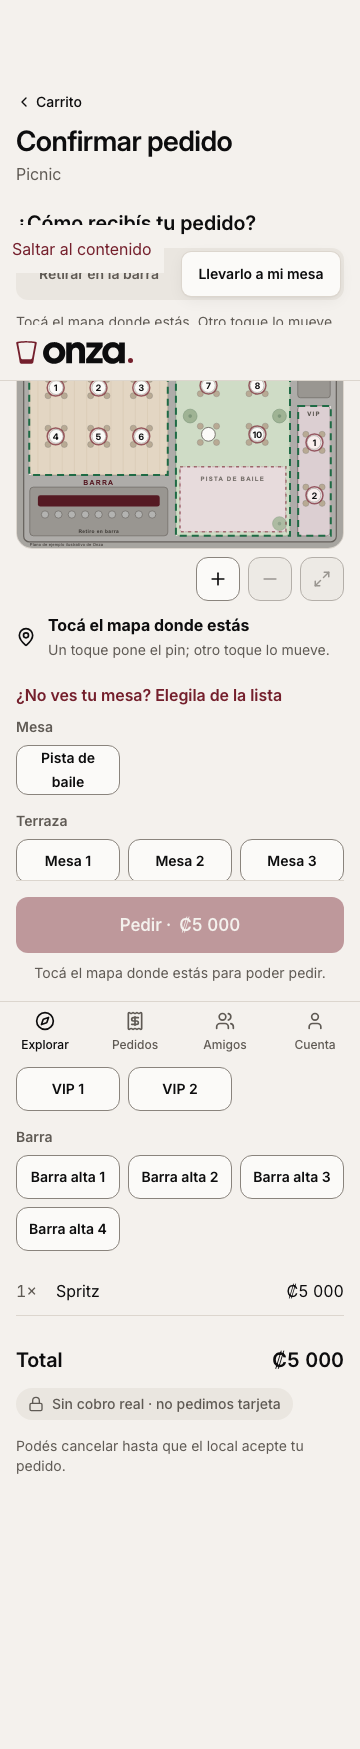 Carrito
Confirmar pedido
Picnic
¿Cómo recibís tu pedido?
Saltar al contenido
Retirar en la barra
Llevarlo a mi mesa
Tocá el mapa donde estás. Otro toque lo mueve.
onza.
1 2 3 7 8
VIP
4 5 6 10 1
PISTA DE BAILE
BARRA
2
Retiro en barra
Plano de ejemplo ilustrativo de Onza
Tocá el mapa donde estás
Un toque pone el pin; otro toque lo mueve.
¿No ves tu mesa? Elegila de la lista
Mesa
Pista de
baile
Terraza
Mesa 1 Mesa 2 Mesa 3
Pedir · ₡5 000
Tocá el mapa donde estás para poder pedir.
Explorar Pedidos Amigos Cuenta
VIP 1 VIP 2
Barra
Barra alta 1 Barra alta 2 Barra alta 3
Barra alta 4
1× Spritz ₡5 000
Total ₡5 000
Sin cobro real · no pedimos tarjeta
Podés cancelar hasta que el local acepte tu
pedido.